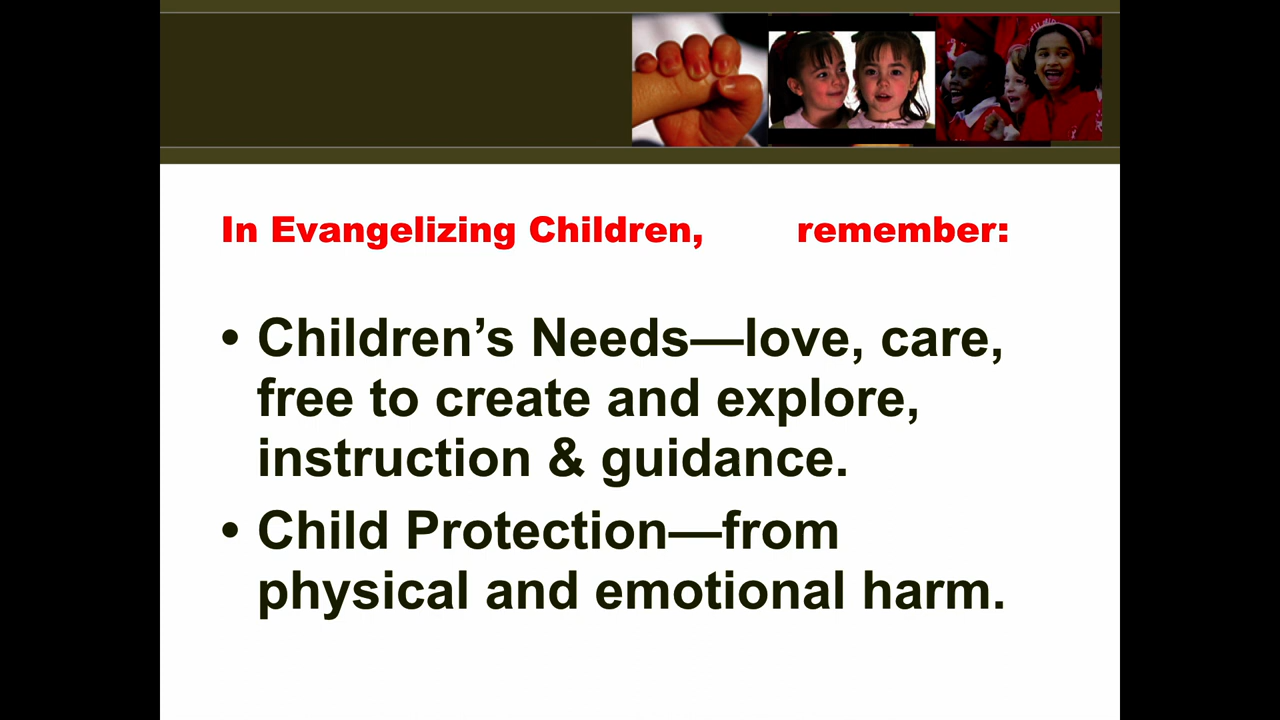 In Evangelizing Children, remember:
• Children’s Needs—love, care,
free to create and explore,
instruction & guidance.
• Child Protection—from
physical and emotional harm.